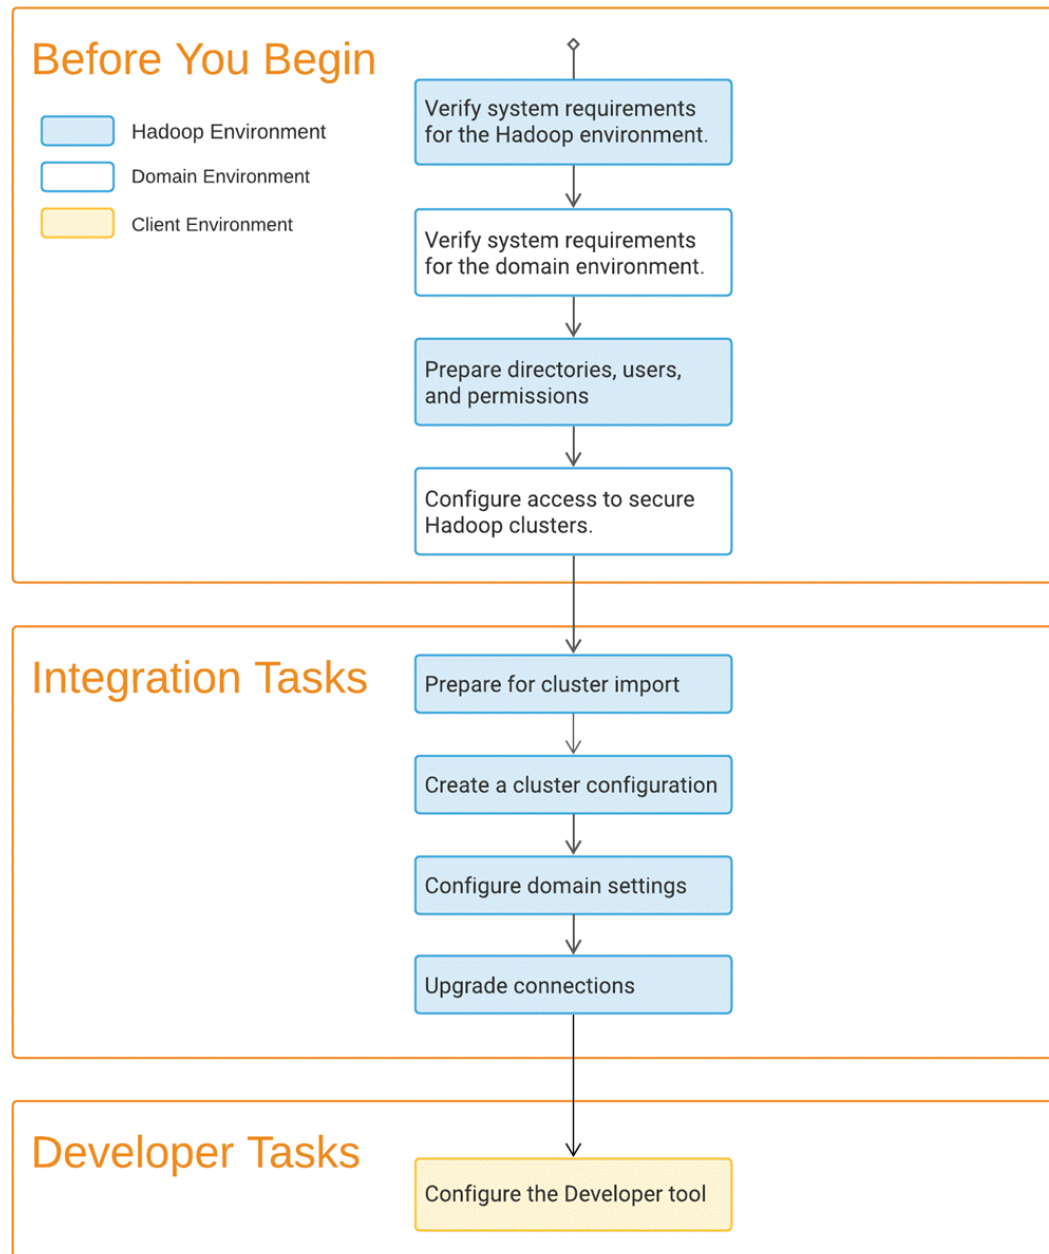 Before You Begin
Hadoop Environment
Domain Environment
Client Environment
Verify system requirements
for the Hadoop environment.
Verify system requirements
for the domain environment.
Prepare directories, users,
and permissions
Configure access to secure
Hadoop clusters.
Integration Tasks
Prepare for cluster import
Create a cluster configuration
Configure domain settings
Upgrade connections
Developer Tasks
Configure the Developer tool